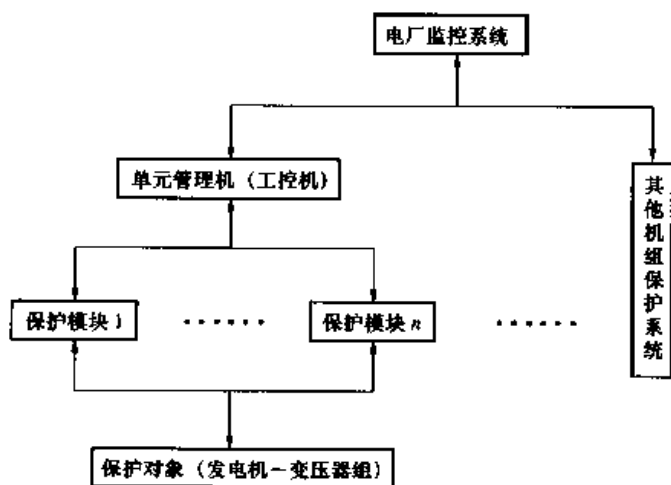 电厂监控系统
单元管理机（工控机）
其他机组保护系统
保护模块1
······
保护模块n
······
保护对象（发电机－变压器组）